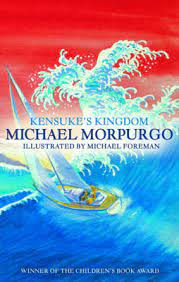 KENSUKE'S KINGDOM
MICHAEL MORPURGO
ILLUSTRATED BY MICHAEL FOREMAN
WINNER OF THE CHILDREN'S BOOK AWARD